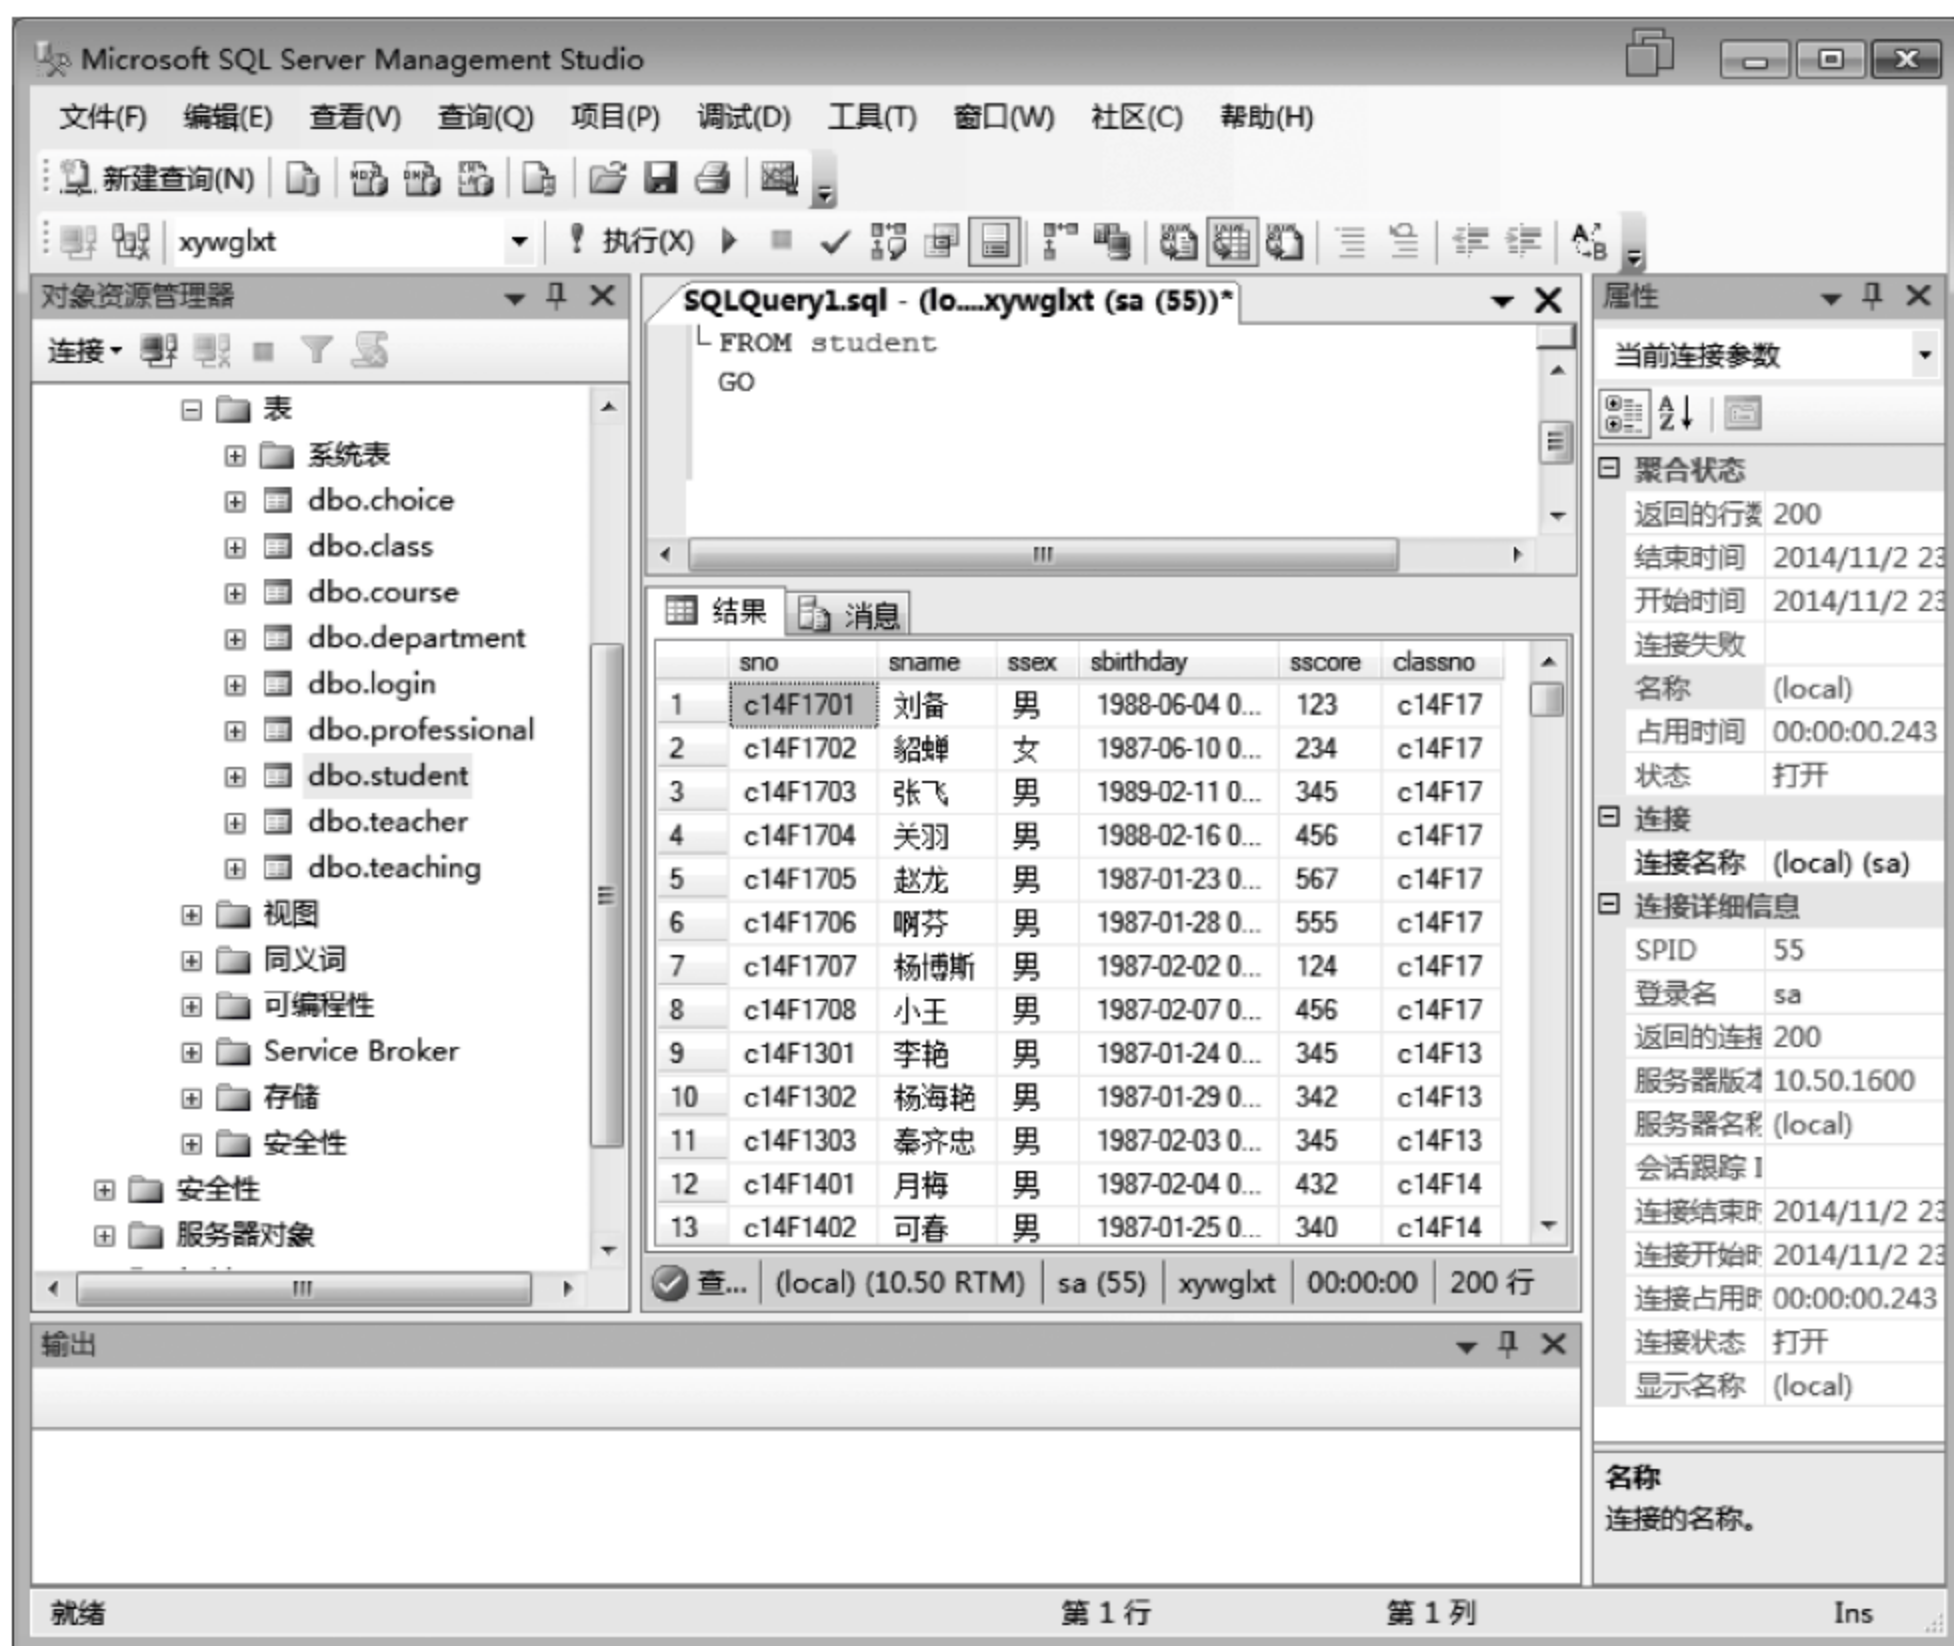 Microsoft SQL Server Management Studio
文件(F) 编辑(E) 查看(V) 查询(Q) 项目(P) 调试(D) 工具(T) 窗口(W) 社区(C) 帮助(H)
新建查询(N)
xywglxt 执行(X)
对象资源管理器
连接
表
系统表
dbo.choice
dbo.class
dbo.course
dbo.department
dbo.login
dbo.professional
dbo.student
dbo.teacher
dbo.teaching
视图
同义词
可编程性
Service Broker
存储
安全性
安全性
服务器对象
SQLQuery1.sql - (lo....xywglxt (sa (55))*
FROM student
GO
结果 消息
sno sname ssex sbirthday sscore classno
1 c14F1701 刘备 男 1988-06-04 0... 123 c14F17
2 c14F1702 貂蝉 女 1987-06-10 0... 234 c14F17
3 c14F1703 张飞 男 1989-02-11 0... 345 c14F17
4 c14F1704 关羽 男 1988-02-16 0... 456 c14F17
5 c14F1705 赵龙 男 1987-01-23 0... 567 c14F17
6 c14F1706 啊芬 男 1987-01-28 0... 555 c14F17
7 c14F1707 杨博斯 男 1987-02-02 0... 124 c14F17
8 c14F1708 小王 男 1987-02-07 0... 456 c14F17
9 c14F1301 李艳 男 1987-01-24 0... 345 c14F13
10 c14F1302 杨海艳 男 1987-01-29 0... 342 c14F13
11 c14F1303 秦齐忠 男 1987-02-03 0... 345 c14F13
12 c14F1401 月梅 男 1987-02-04 0... 432 c14F14
13 c14F1402 可春 男 1987-01-25 0... 340 c14F14
查... (local) (10.50 RTM) sa (55) xywglxt 00:00:00 200 行
属性
当前连接参数
聚合状态
返回的行数 200
结束时间 2014/11/2 23
开始时间 2014/11/2 23
连接失败
名称 (local)
占用时间 00:00:00.243
状态 打开
连接
连接名称 (local) (sa)
连接详细信息
SPID 55
登录名 sa
返回的连接 200
服务器版本 10.50.1600
服务器名称 (local)
会话跟踪 I
连接结束时 2014/11/2 23
连接开始时 2014/11/2 23
连接占用时 00:00:00.243
连接状态 打开
显示名称 (local)
名称
连接的名称。
输出
就绪 第 1 行 第 1 列 Ins